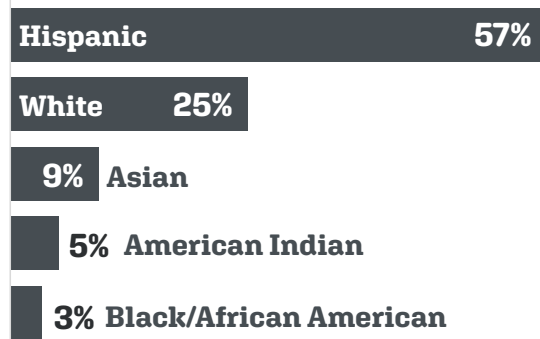 Hispanic 57%
White 25%
9% Asian
5% American Indian
3% Black/African American